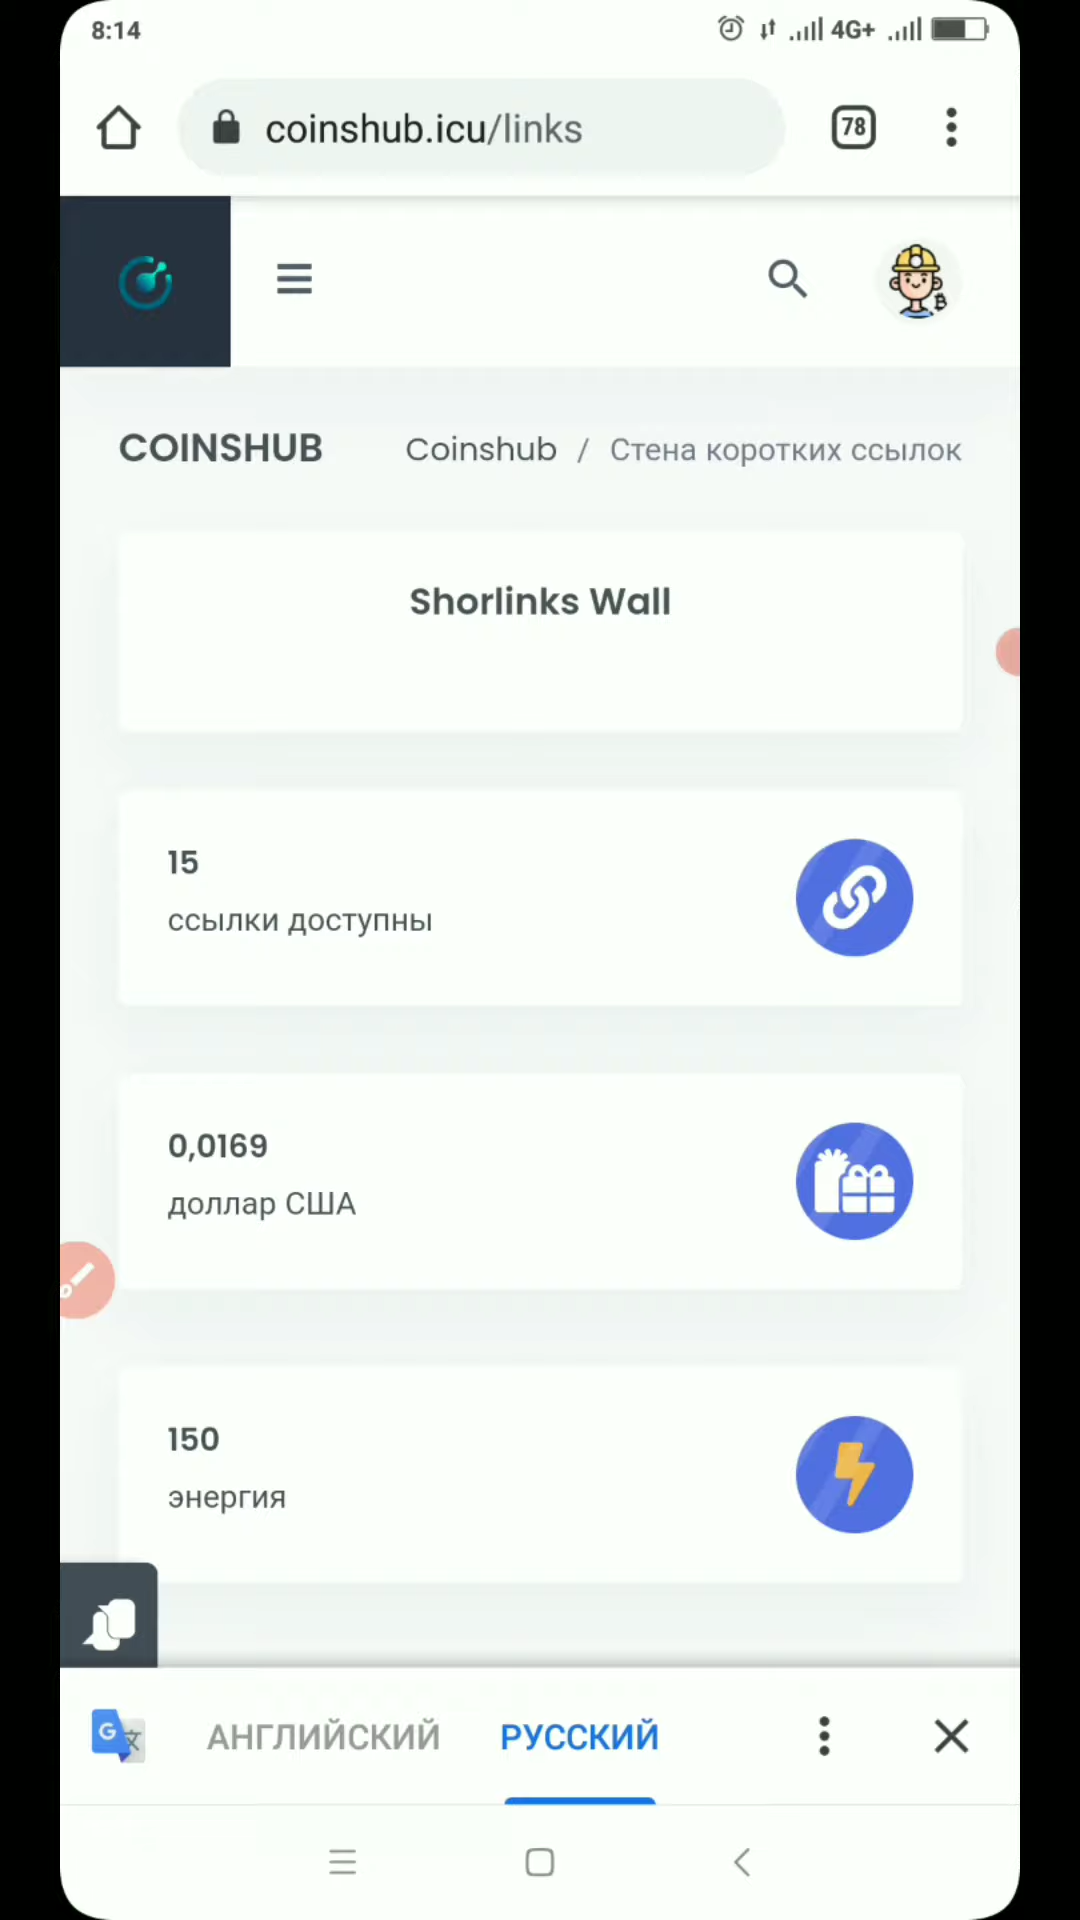 8:14
4G+
coinshub.icu/links
78
COINSHUB
Coinshub / Стена коротких ссылок
Shorlinks Wall
15
ссылки доступны
0,0169
доллар США
150
энергия
АНГЛИЙСКИЙ
РУССКИЙ